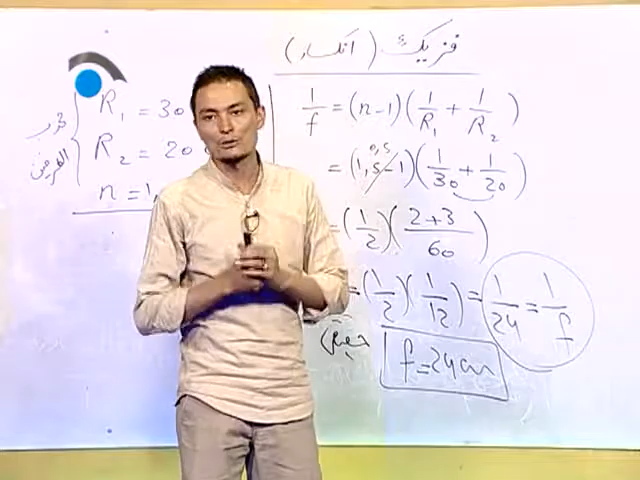 فزیک (انکسار)
R₁ = 30
R₂ = 20
n = 1,
1/f = (n-1)(1/R₁ + 1/R₂)
0,5
= (1,5-1)(1/30 + 1/20)
= (1/2)(2+3/60)
= (1/2)(1/12) = 1/24 = 1/f
f = 24cm